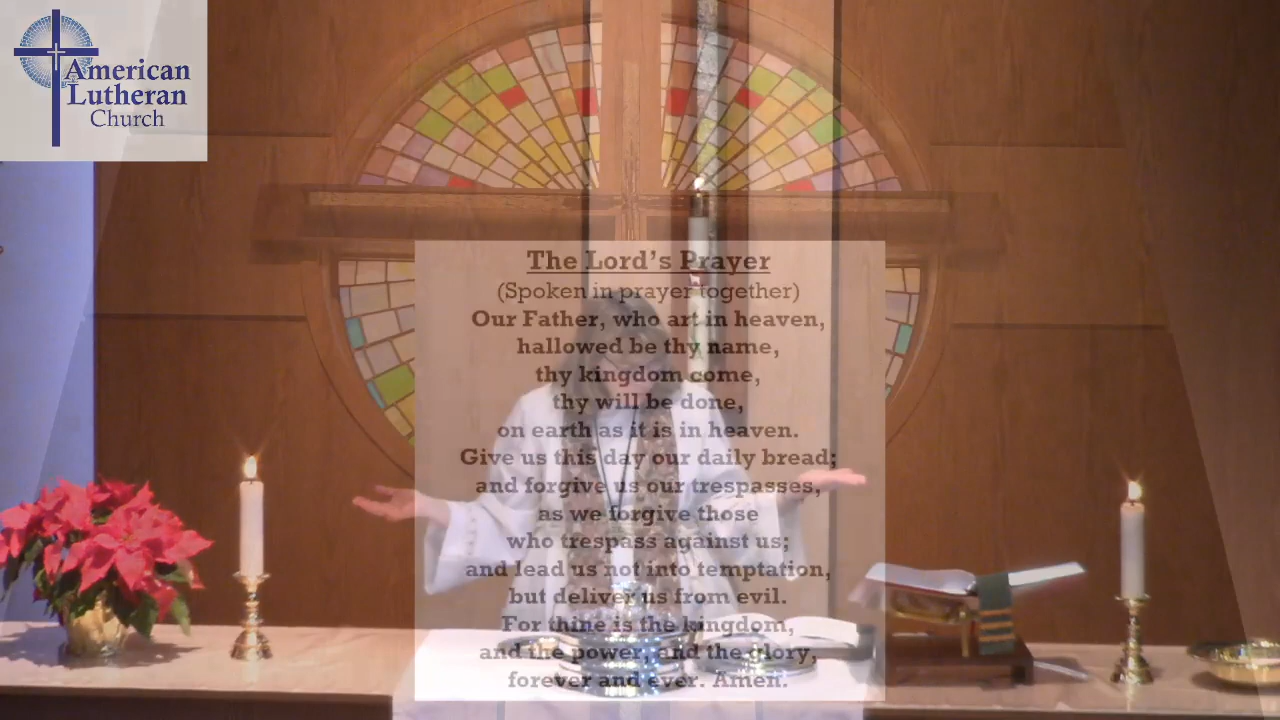 American
Lutheran
Church
The Lord's Prayer
(Spoken in prayer together)
Our Father, who art in heaven,
hallowed be thy name,
thy kingdom come,
thy will be done,
on earth as it is in heaven.
Give us this day our daily bread;
and forgive us our trespasses,
as we forgive those
who trespass against us;
and lead us not into temptation,
but deliver us from evil.
For thine is the kingdom,
and the power, and the glory,
forever and ever. Amen.